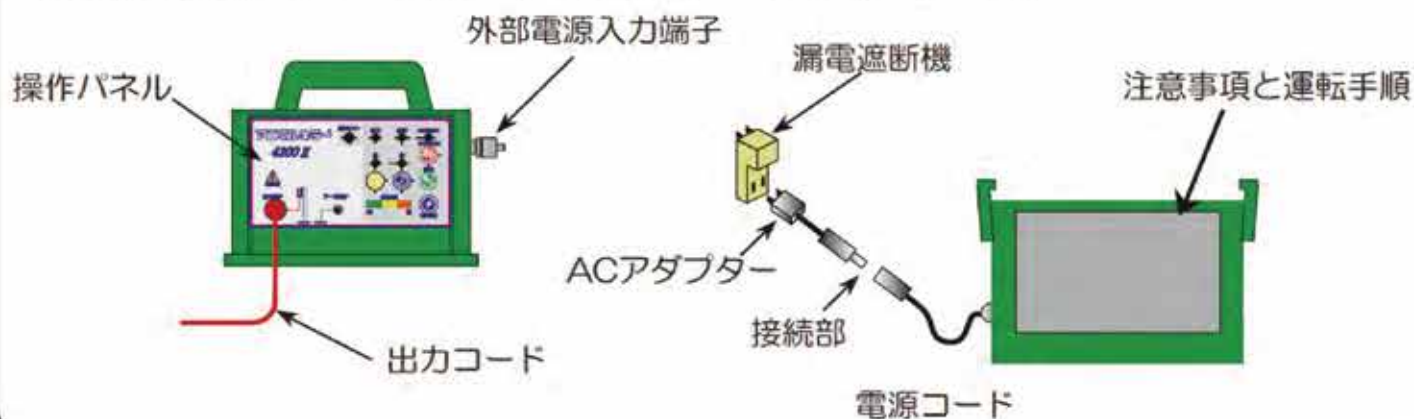 外部電源入力端子
操作パネル
漏電遮断機
注意事項と運転手順
4300Ⅱ
ACアダプター
接続部
出力コード
電源コード